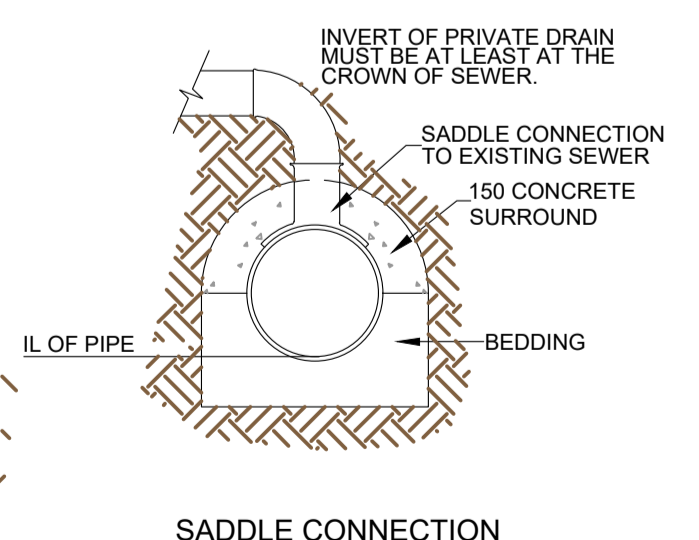 INVERT OF PRIVATE DRAIN
MUST BE AT LEAST AT THE
CROWN OF SEWER.
SADDLE CONNECTION
TO EXISTING SEWER
150 CONCRETE
SURROUND
IL OF PIPE
BEDDING
SADDLE CONNECTION